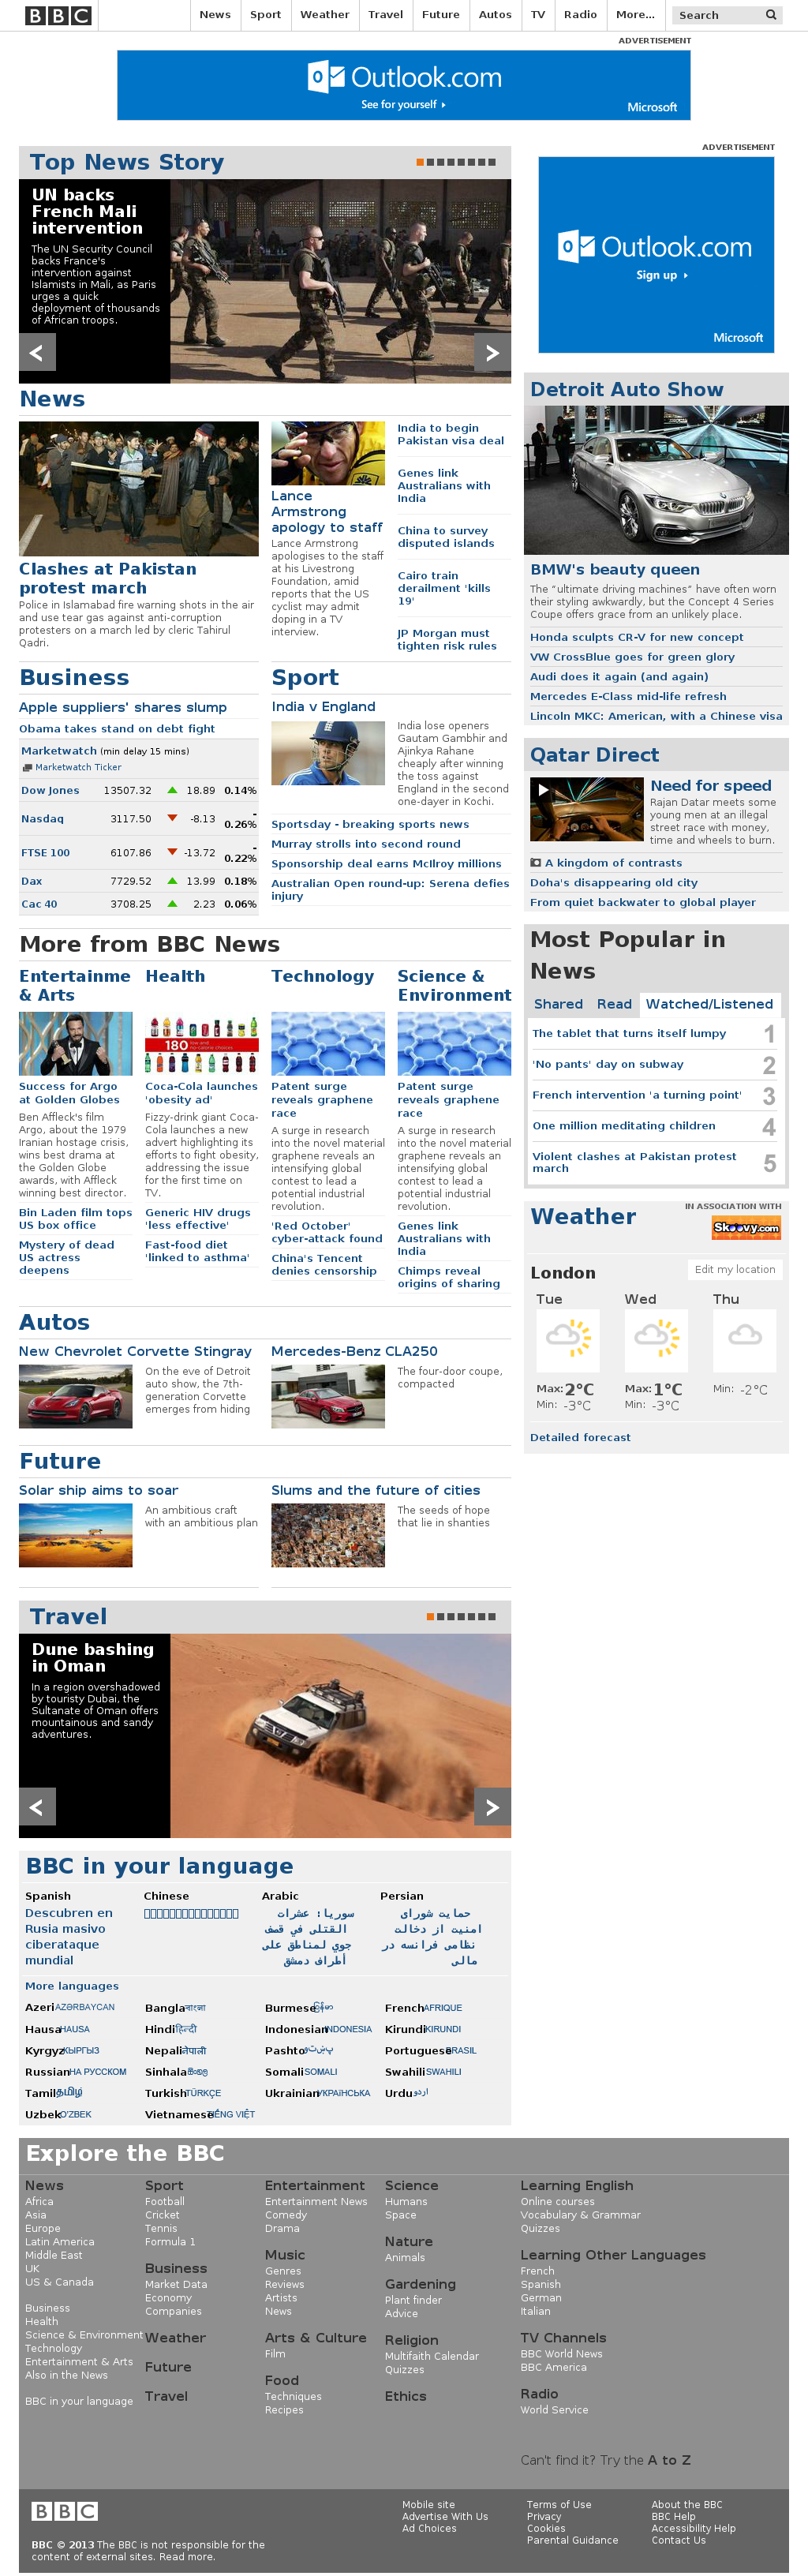 BBC
News
Sport
Weather
Travel
Future
Autos
TV
Radio
More...
Search
ADVERTISEMENT
Outlook.com
See for yourself
Microsoft
Top News Story
UN backs
French Mali
intervention
The UN Security Council
backs France's
intervention against
Islamists in Mali, as Paris
urges a quick
deployment of thousands
of African troops.
ADVERTISEMENT
Outlook.com
Sign up
Microsoft
News
Clashes at Pakistan
protest march
Police in Islamabad fire warning shots in the air
and use tear gas against anti-corruption
protesters on a march led by cleric Tahirul
Qadri.
Lance
Armstrong
apology to staff
Lance Armstrong
apologises to the staff
at his Livestrong
Foundation, amid
reports that the US
cyclist may admit
doping in a TV
interview.
India to begin
Pakistan visa deal
Genes link
Australians with
India
China to survey
disputed islands
Cairo train
derailment 'kills
19'
JP Morgan must
tighten risk rules
Detroit Auto Show
BMW's beauty queen
The "ultimate driving machines" have often worn
their styling awkwardly, but the Concept 4 Series
Coupe offers grace from an unlikely place.
Honda sculpts CR-V for new concept
VW CrossBlue goes for green glory
Audi does it again (and again)
Mercedes E-Class mid-life refresh
Lincoln MKC: American, with a Chinese visa
Business
Apple suppliers' shares slump
Obama takes stand on debt fight
Marketwatch (min delay 15 mins)
Marketwatch Ticker
Dow Jones 13507.32 18.89 0.14%
Nasdaq 3117.50 -8.13 -0.26%
FTSE 100 6107.86 -13.72 -0.22%
Dax 7729.52 13.99 0.18%
Cac 40 3708.25 2.23 0.06%
Sport
India v England
India lose openers
Gautam Gambhir and
Ajinkya Rahane
cheaply after winning
the toss against
England in the second
one-dayer in Kochi.
Sportsday - breaking sports news
Murray strolls into second round
Sponsorship deal earns McIlroy millions
Australian Open round-up: Serena defies
injury
Qatar Direct
Need for speed
Rajan Datar meets some
young men at an illegal
street race with money,
time and wheels to burn.
A kingdom of contrasts
Doha's disappearing old city
From quiet backwater to global player
More from BBC News
Entertainme
& Arts
Success for Argo
at Golden Globes
Ben Affleck's film
Argo, about the 1979
Iranian hostage crisis,
wins best drama at
the Golden Globe
awards, with Affleck
winning best director.
Bin Laden film tops
US box office
Mystery of dead
US actress
deepens
Health
180
Coca-Cola launches
'obesity ad'
Fizzy-drink giant Coca-
Cola launches a new
advert highlighting its
efforts to fight obesity,
addressing the issue
for the first time on
TV.
Generic HIV drugs
'less effective'
Fast-food diet
'linked to asthma'
Technology
Patent surge
reveals graphene
race
A surge in research
into the novel material
graphene reveals an
intensifying global
contest to lead a
potential industrial
revolution.
'Red October'
cyber-attack found
China's Tencent
denies censorship
Science &
Environment
Patent surge
reveals graphene
race
A surge in research
into the novel material
graphene reveals an
intensifying global
contest to lead a
potential industrial
revolution.
Genes link
Australians with
India
Chimps reveal
origins of sharing
Most Popular in
News
Shared Read Watched/Listened
The tablet that turns itself lumpy 1
'No pants' day on subway 2
French intervention 'a turning point' 3
One million meditating children 4
Violent clashes at Pakistan protest
march 5
Weather
IN ASSOCIATION WITH
Skoovy.com
London
Edit my location
Tue
Wed
Thu
Max: 2°C
Min: -3°C
Max: 1°C
Min: -3°C
Min: -2°C
Detailed forecast
Autos
New Chevrolet Corvette Stingray
On the eve of Detroit
auto show, the 7th-
generation Corvette
emerges from hiding
Mercedes-Benz CLA250
The four-door coupe,
compacted
Future
Solar ship aims to soar
An ambitious craft
with an ambitious plan
Slums and the future of cities
The seeds of hope
that lie in shanties
Travel
Dune bashing
in Oman
In a region overshadowed
by touristy Dubai, the
Sultanate of Oman offers
mountainous and sandy
adventures.
BBC in your language
Spanish
Descubren en
Rusia masivo
ciberataque
mundial
Chinese
Arabic
سوريا: عشرات
القتلى في قصف
جوي لمناطق على
أطراف دمشق
Persian
حمایت شورای
امنیت از دخالت
نظامی فرانسه در
مالی
More languages
Azeri AZƏRBAYCAN
Bangla বাংলা
Burmese မြန်မာ
French AFRIQUE
Hausa HAUSA
Hindi हिन्दी
Indonesian INDONESIA
Kirundi KIRUNDI
Kyrgyz КЫРГЫЗ
Nepali नेपाली
Pashto پښتو
Portuguese BRASIL
Russian НА РУССКОМ
Sinhala සිංහල
Somali SOMALI
Swahili SWAHILI
Tamil தமிழ்
Turkish TÜRKÇE
Ukrainian УКРАЇНСЬКА
Urdu اردو
Uzbek O'ZBEK
Vietnamese TIẾNG VIỆT
Explore the BBC
News
Africa
Asia
Europe
Latin America
Middle East
UK
US & Canada
Business
Health
Science & Environment
Technology
Entertainment & Arts
Also in the News
BBC in your language
Sport
Football
Cricket
Tennis
Formula 1
Business
Market Data
Economy
Companies
Weather
Future
Travel
Entertainment
Entertainment News
Comedy
Drama
Music
Genres
Reviews
Artists
News
Arts & Culture
Film
Food
Techniques
Recipes
Science
Humans
Space
Nature
Animals
Gardening
Plant finder
Advice
Religion
Multifaith Calendar
Quizzes
Ethics
Learning English
Online courses
Vocabulary & Grammar
Quizzes
Learning Other Languages
French
Spanish
German
Italian
TV Channels
BBC World News
BBC America
Radio
World Service
Can't find it? Try the A to Z
BBC
BBC © 2013 The BBC is not responsible for the
content of external sites. Read more.
Mobile site
Advertise With Us
Ad Choices
Terms of Use
Privacy
Cookies
Parental Guidance
About the BBC
BBC Help
Accessibility Help
Contact Us